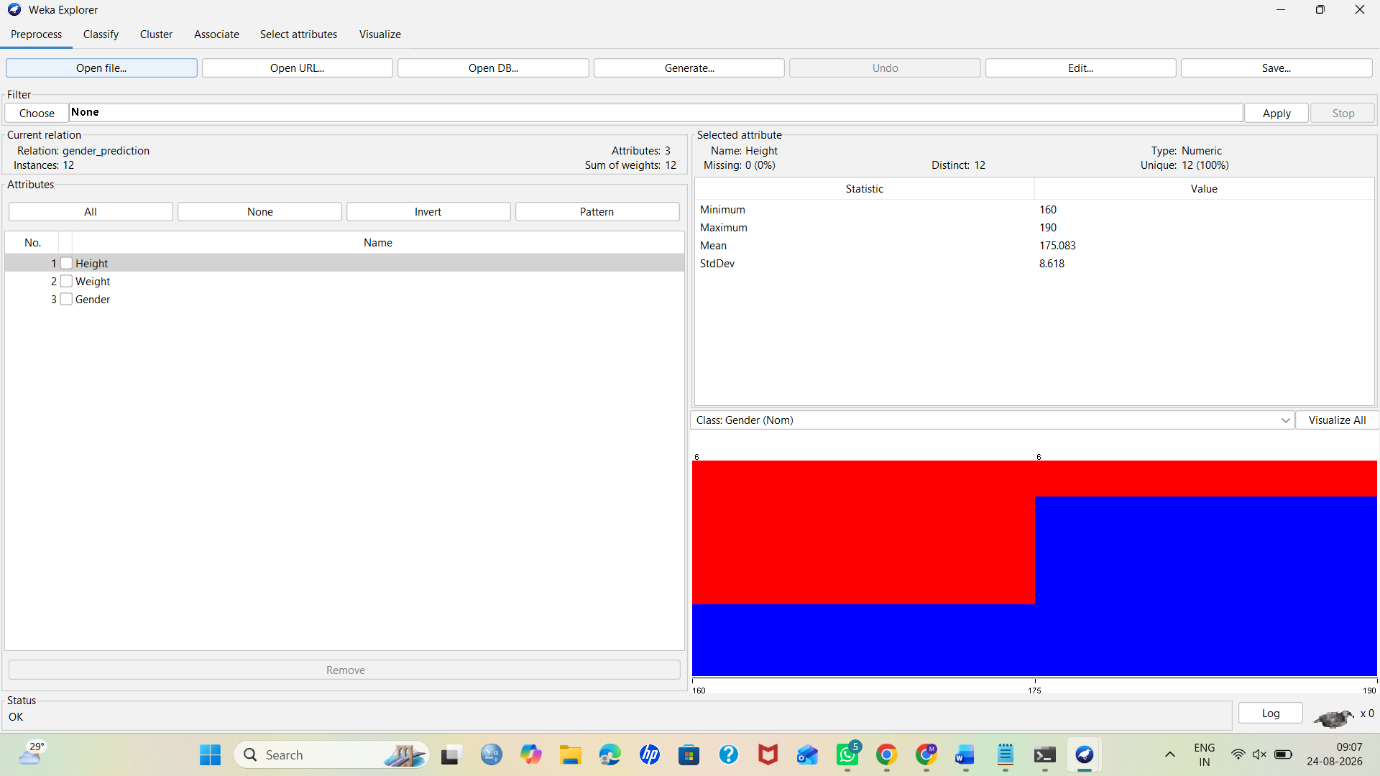 Weka Explorer
Preprocess Classify Cluster Associate Select attributes Visualize
Open file... Open URL... Open DB... Generate... Undo Edit... Save...
Filter
Choose None Apply Stop
Current relation
Relation: gender_prediction Attributes: 3
Instances: 12 Sum of weights: 12
Attributes
All None Invert Pattern
No. Name
1 Height
2 Weight
3 Gender
Remove
Selected attribute
Name: Height Type: Numeric
Missing: 0 (0%) Distinct: 12 Unique: 12 (100%)
Statistic Value
Minimum 160
Maximum 190
Mean 175.083
StdDev 8.618
Class: Gender (Nom) Visualize All
6 6
160 175 190
Status
OK Log x 0
29° Search hp 5 M W ENG 09:07
IN 24-08-2026